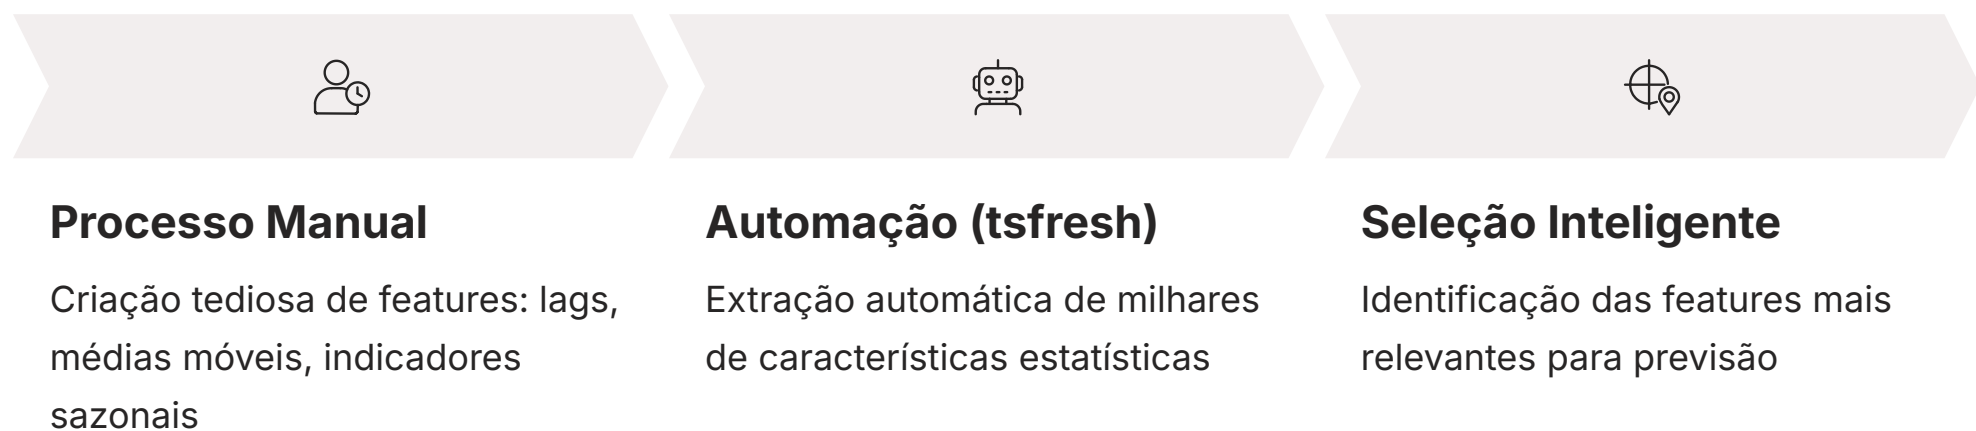 Processo Manual
Criação tediosa de features: lags,
médias móveis, indicadores
sazonais
Automação (tsfresh)
Extração automática de milhares
de características estatísticas
Seleção Inteligente
Identificação das features mais
relevantes para previsão